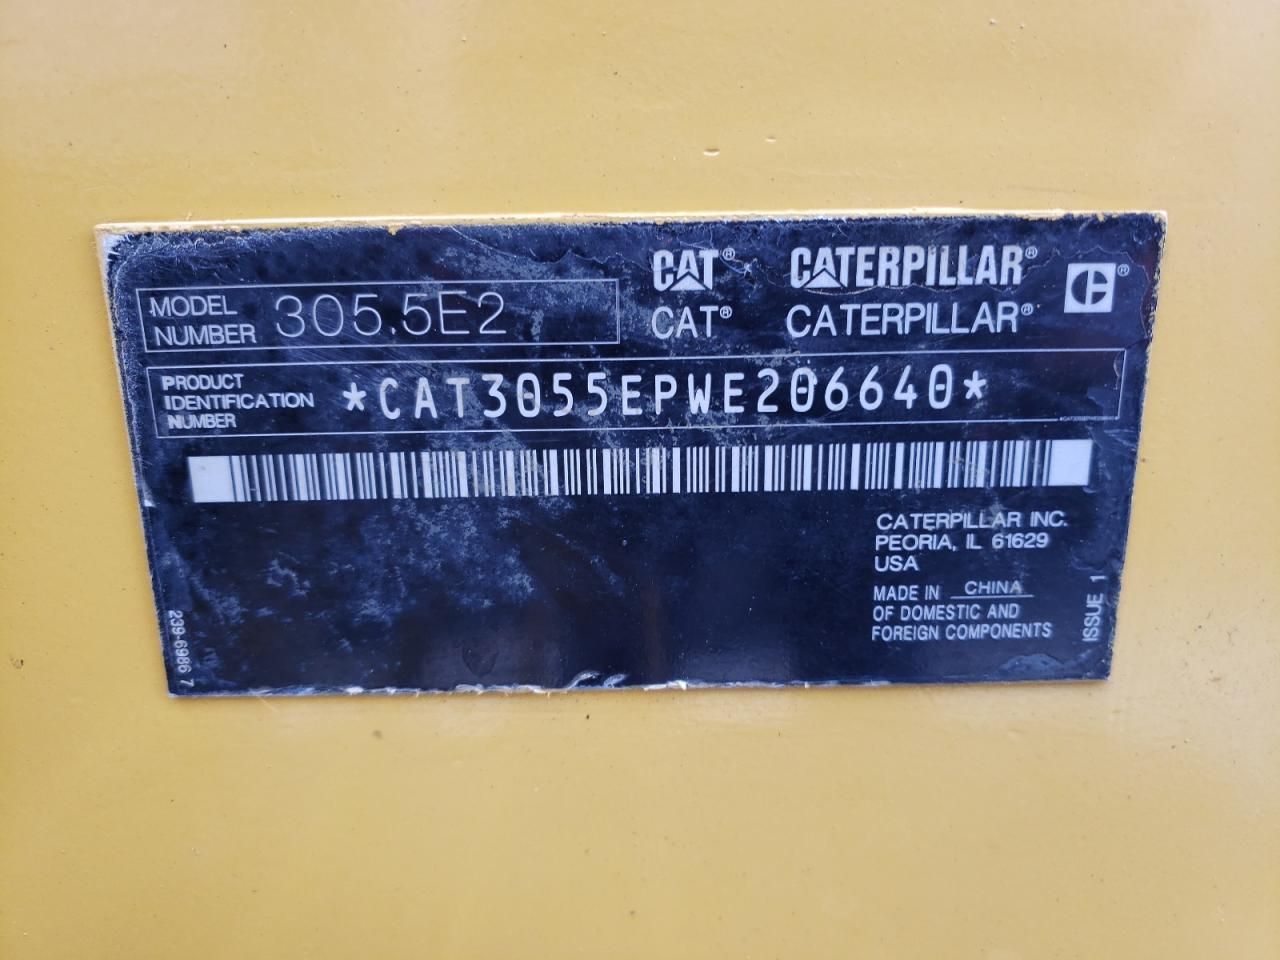 MODEL NUMBER 305.5E2
CAT® CATERPILLAR®
CAT® CATERPILLAR®
PRODUCT
IDENTIFICATION
NUMBER
*CAT3055EPWE206640*
CATERPILLAR INC.
PEORIA, IL 61629
USA
MADE IN CHINA
OF DOMESTIC AND
FOREIGN COMPONENTS
239-6986 7
ISSUE 1